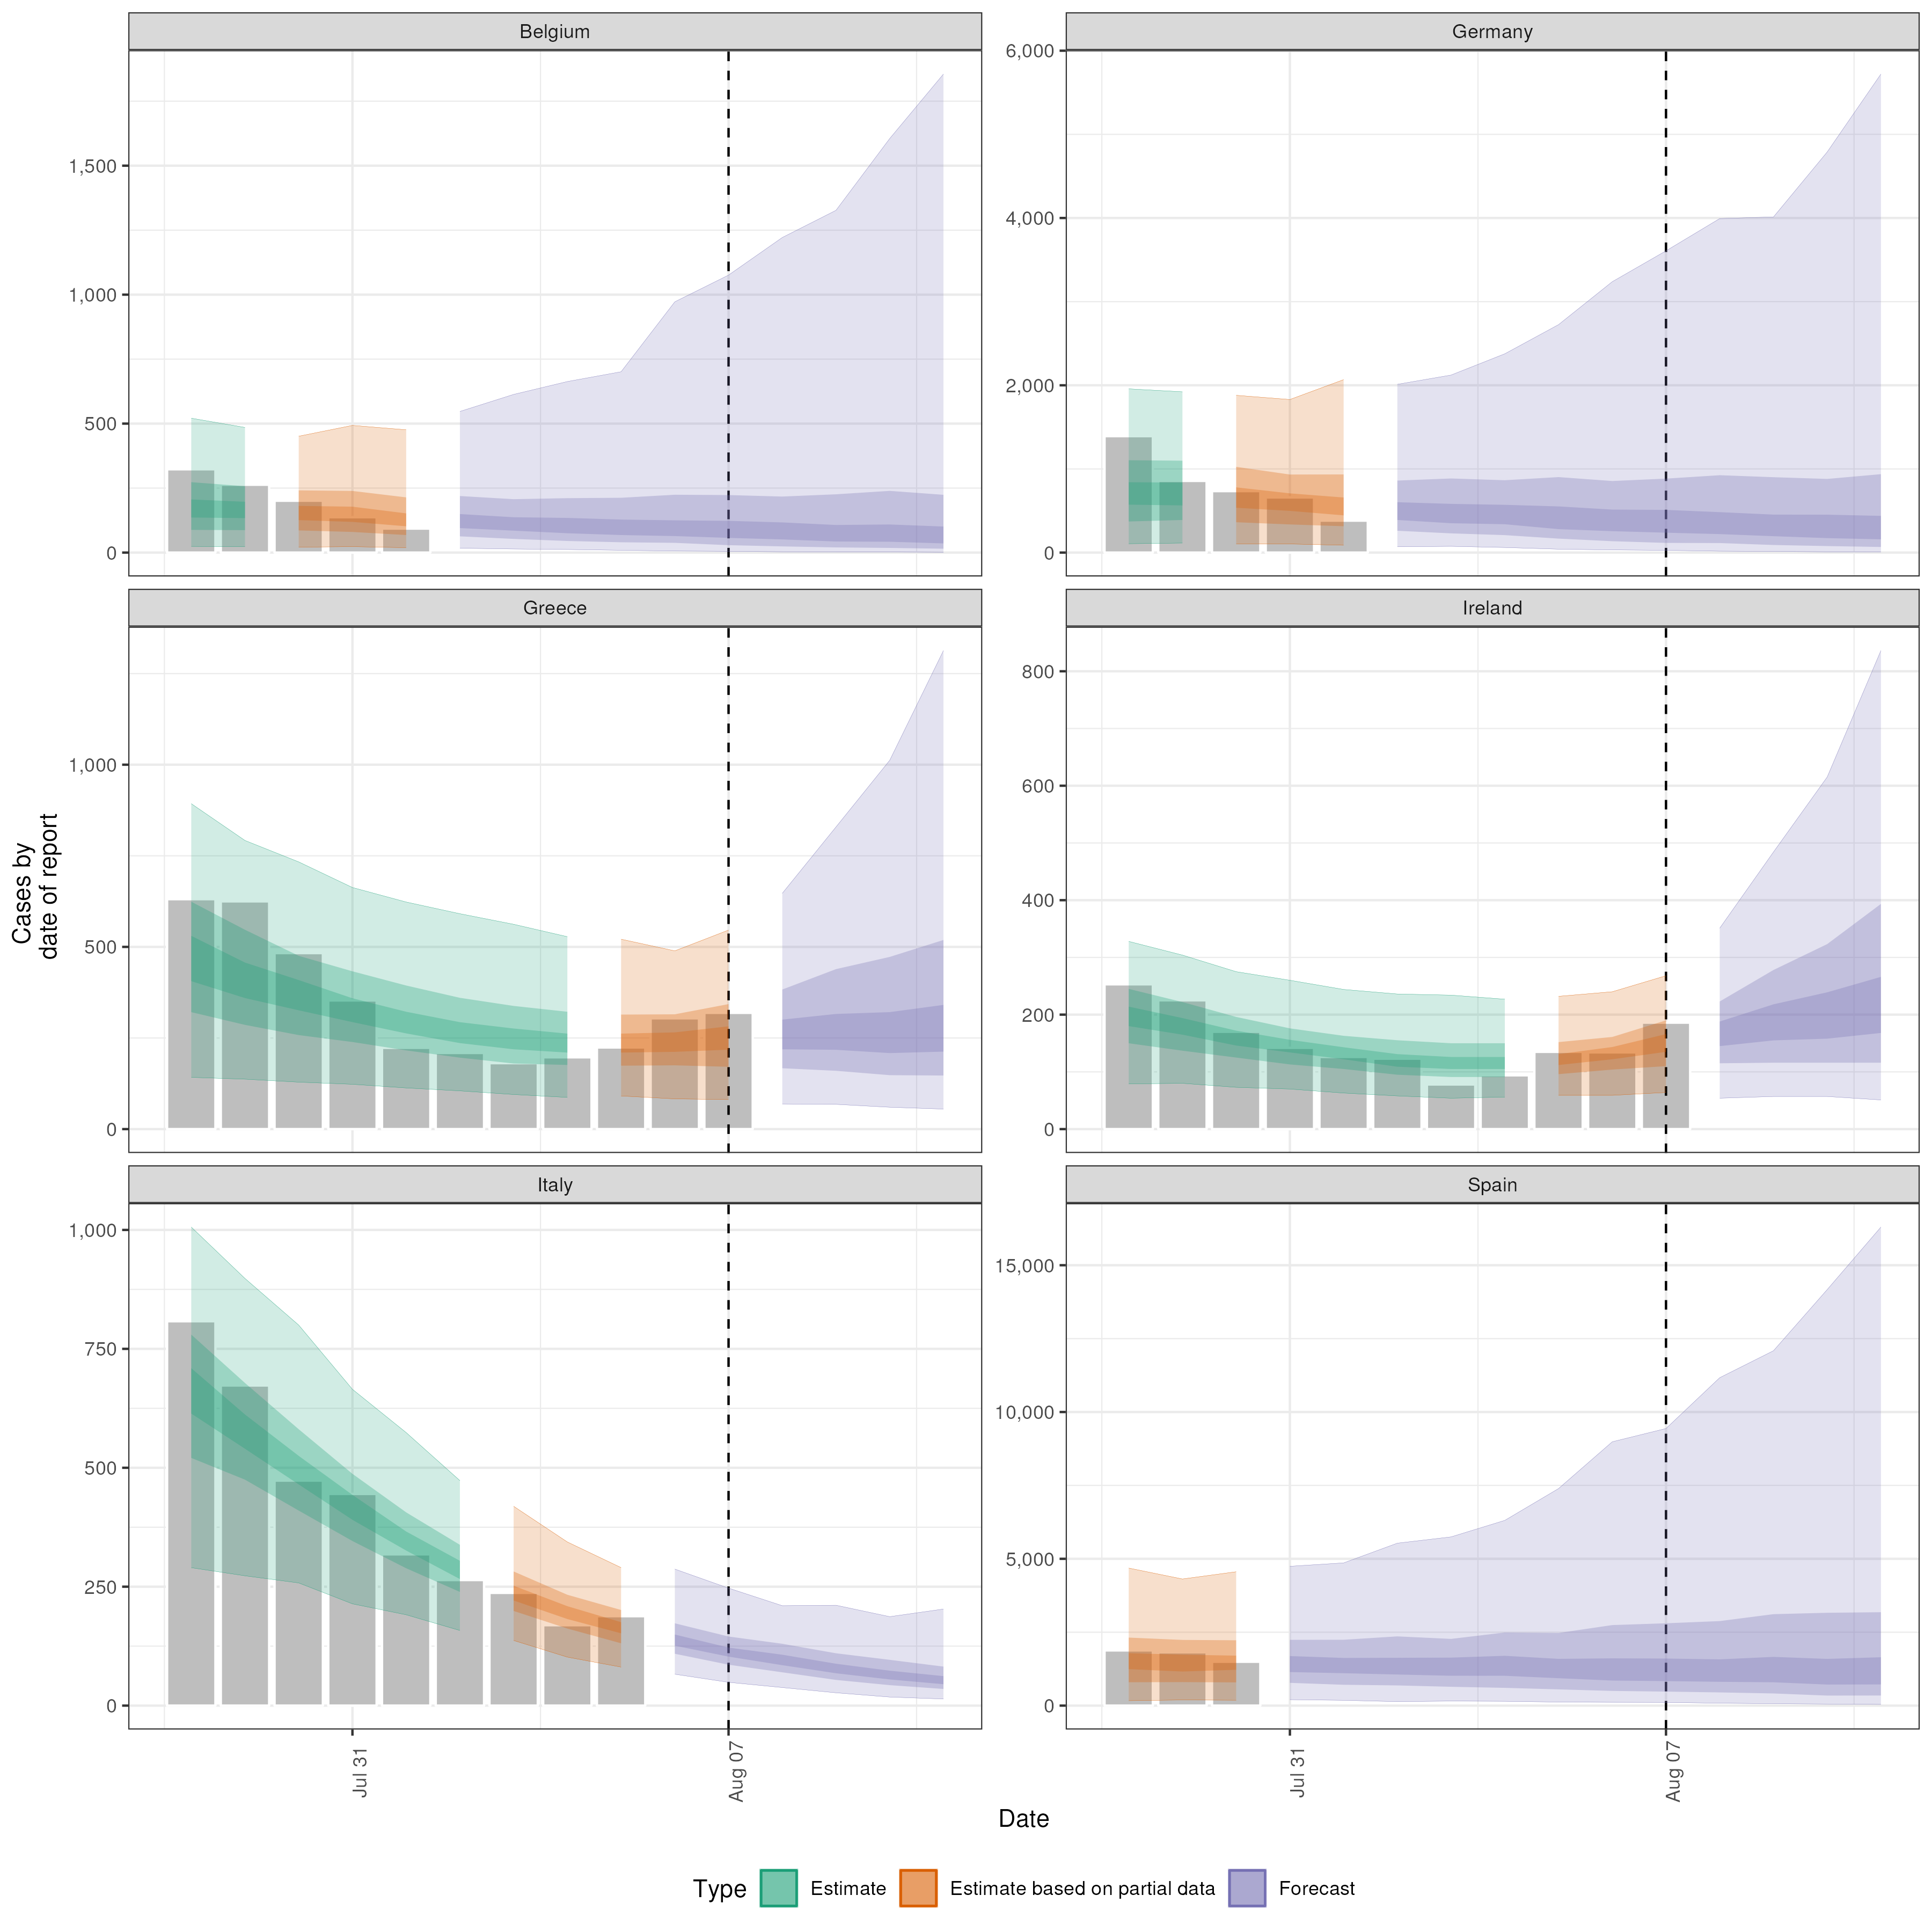 Belgium
Germany
1,500
1,000
500
0
6,000
4,000
2,000
0
Greece
Ireland
1,000
500
0
800
600
400
200
0
Cases by
date of report
Italy
Spain
1,000
750
500
250
0
15,000
10,000
5,000
0
Jul 31
Aug 07
Jul 31
Aug 07
Date
Type
Estimate
Estimate based on partial data
Forecast